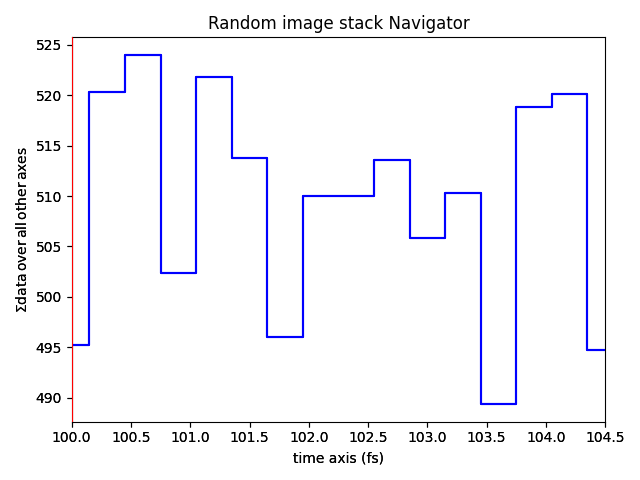 Random image stack Navigator
525
520
515
510
505
500
495
490
Σdata over all other axes
100.0 100.5 101.0 101.5 102.0 102.5 103.0 103.5 104.0 104.5
time axis (fs)